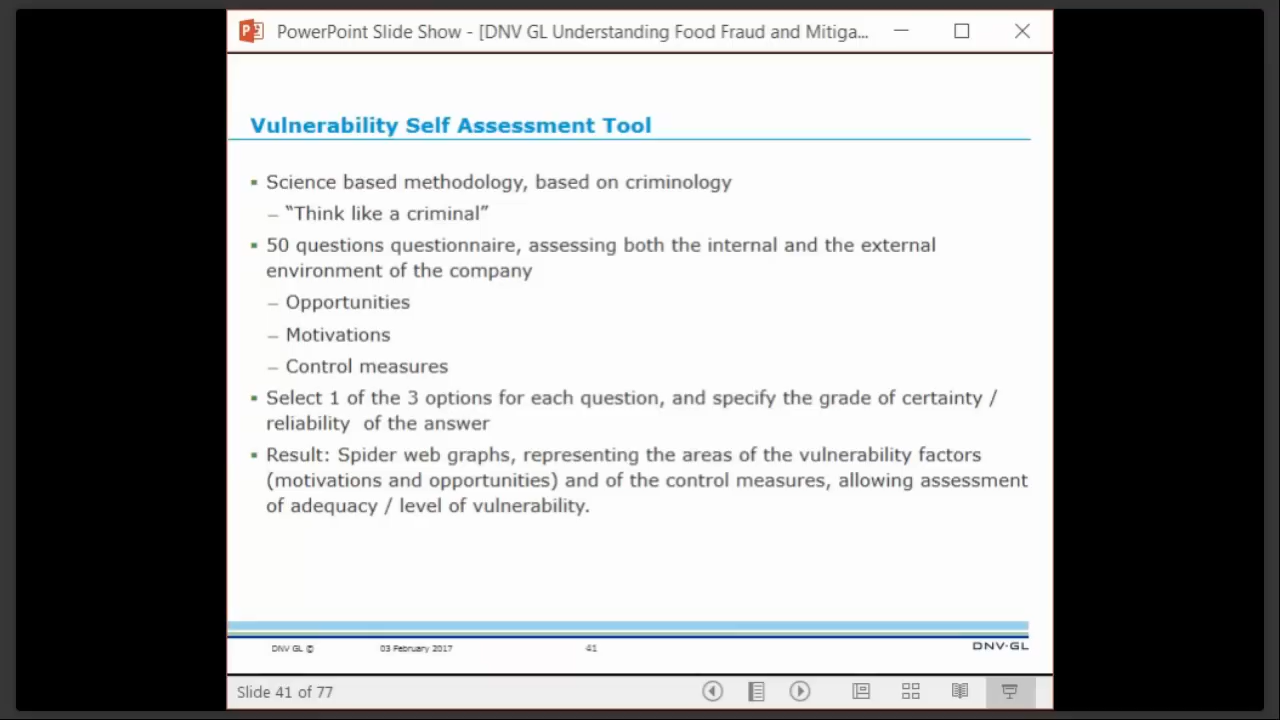 PowerPoint Slide Show - [DNV GL Understanding Food Fraud and Mitiga...
Vulnerability Self Assessment Tool
▪ Science based methodology, based on criminology
– “Think like a criminal”
▪ 50 questions questionnaire, assessing both the internal and the external
environment of the company
– Opportunities
– Motivations
– Control measures
▪ Select 1 of the 3 options for each question, and specify the grade of certainty /
reliability  of the answer
▪ Result: Spider web graphs, representing the areas of the vulnerability factors
(motivations and opportunities) and of the control measures, allowing assessment
of adequacy / level of vulnerability.
DNV GL © 03 February 2017 41 DNV·GL
Slide 41 of 77